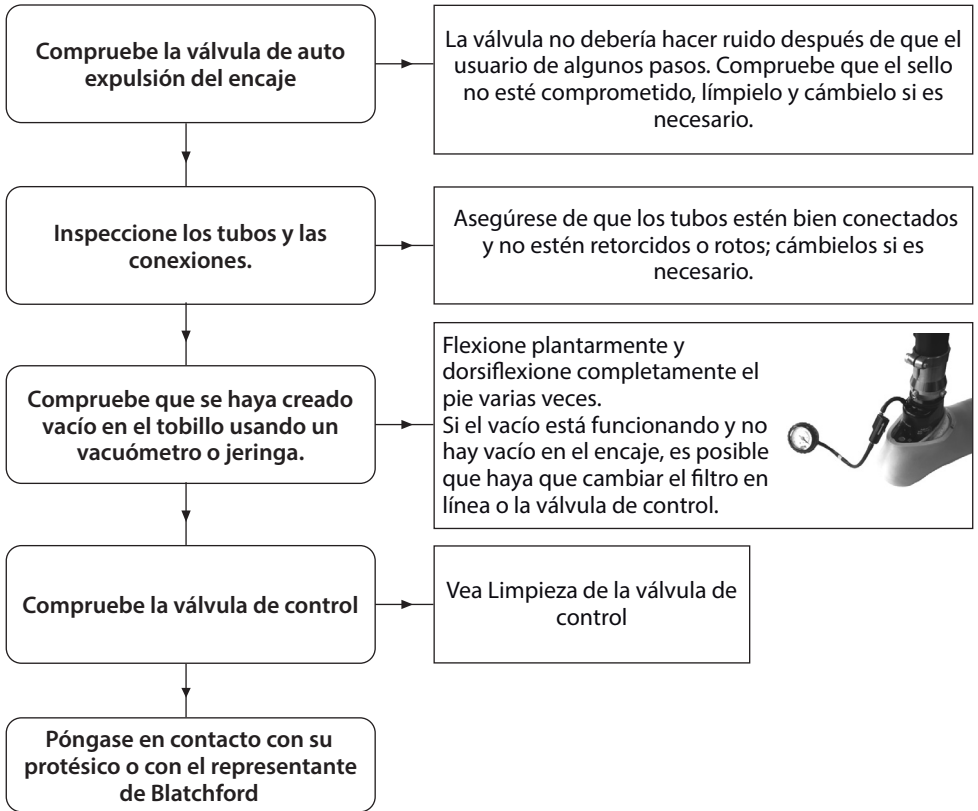 Compruebe la válvula de auto
expulsión del encaje
La válvula no debería hacer ruido después de que el
usuario de algunos pasos. Compruebe que el sello
no esté comprometido, límpielo y cámbielo si es
necesario.
Inspeccione los tubos y las
conexiones.
Asegúrese de que los tubos estén bien conectados
y no estén retorcidos o rotos; cámbielos si es
necesario.
Compruebe que se haya creado
vacío en el tobillo usando un
vacuómetro o jeringa.
Flexione plantarmente y
dorsiflexione completamente el
pie varias veces.
Si el vacío está funcionando y no
hay vacío en el encaje, es posible
que haya que cambiar el filtro en
línea o la válvula de control.
Compruebe la válvula de control
Vea Limpieza de la válvula de
control
Póngase en contacto con su
protésico o con el representante
de Blatchford